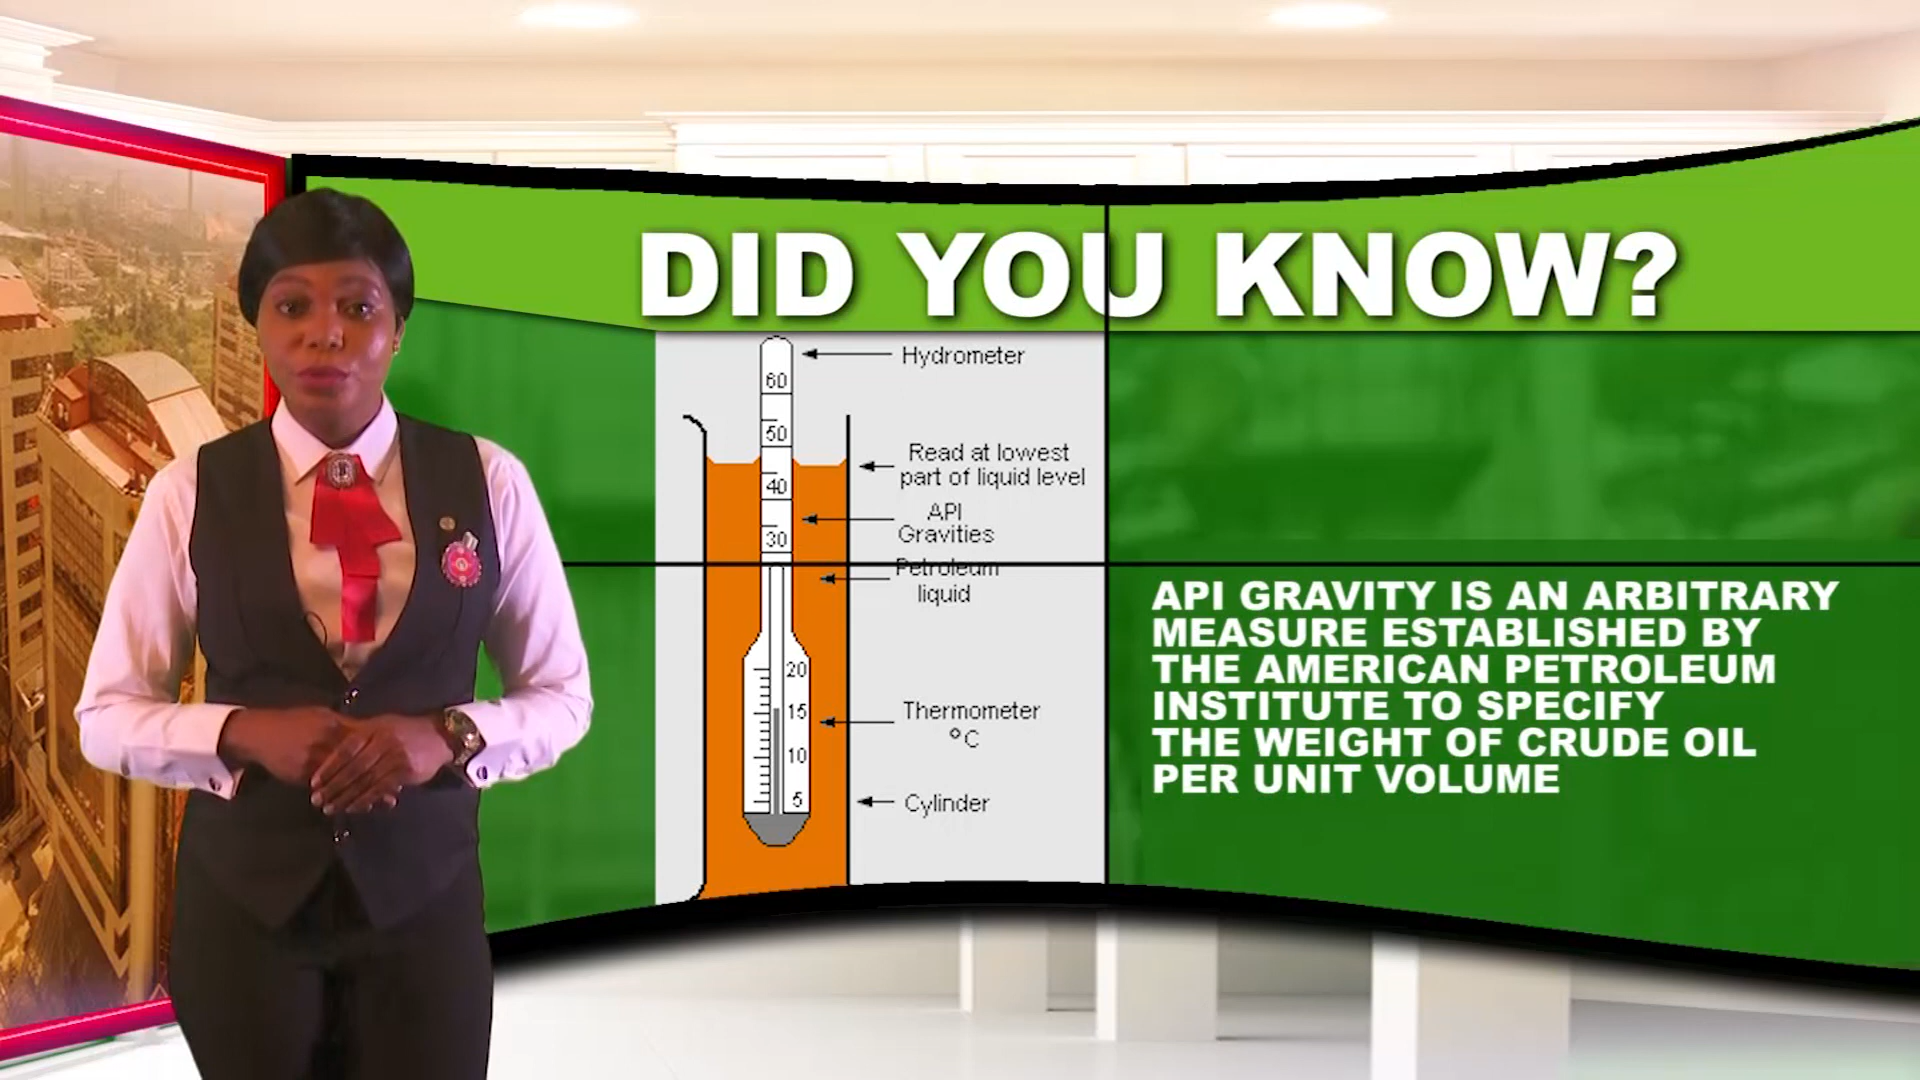 DID YOU KNOW?
Hydrometer
60
50
Read at lowest
part of liquid level
40
API
Gravities
30
Petroleum
liquid
20
15
Thermometer
°C
10
5
Cylinder
API GRAVITY IS AN ARBITRARY
MEASURE ESTABLISHED BY
THE AMERICAN PETROLEUM
INSTITUTE TO SPECIFY
THE WEIGHT OF CRUDE OIL
PER UNIT VOLUME